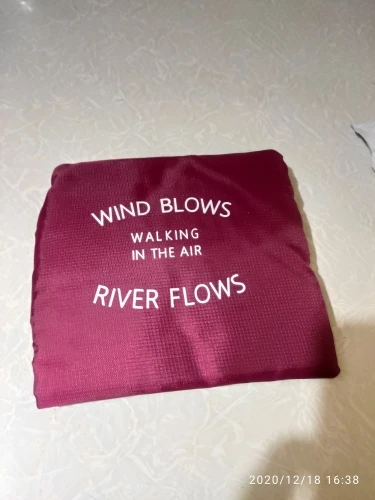 WIND BLOWS
WALKING
IN THE AIR
RIVER FLOWS
2020/12/18 16:38